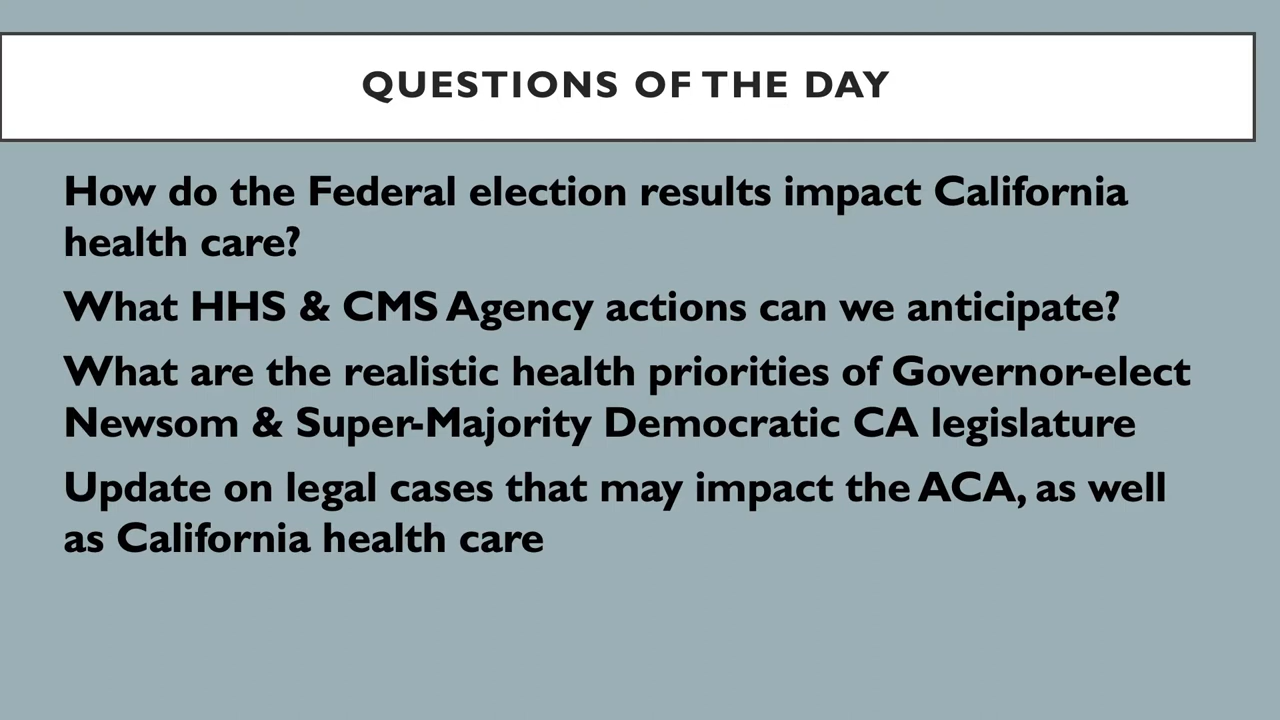 QUESTIONS OF THE DAY
How do the Federal election results impact California
health care?
What HHS & CMS Agency actions can we anticipate?
What are the realistic health priorities of Governor-elect
Newsom & Super-Majority Democratic CA legislature
Update on legal cases that may impact the ACA, as well
as California health care